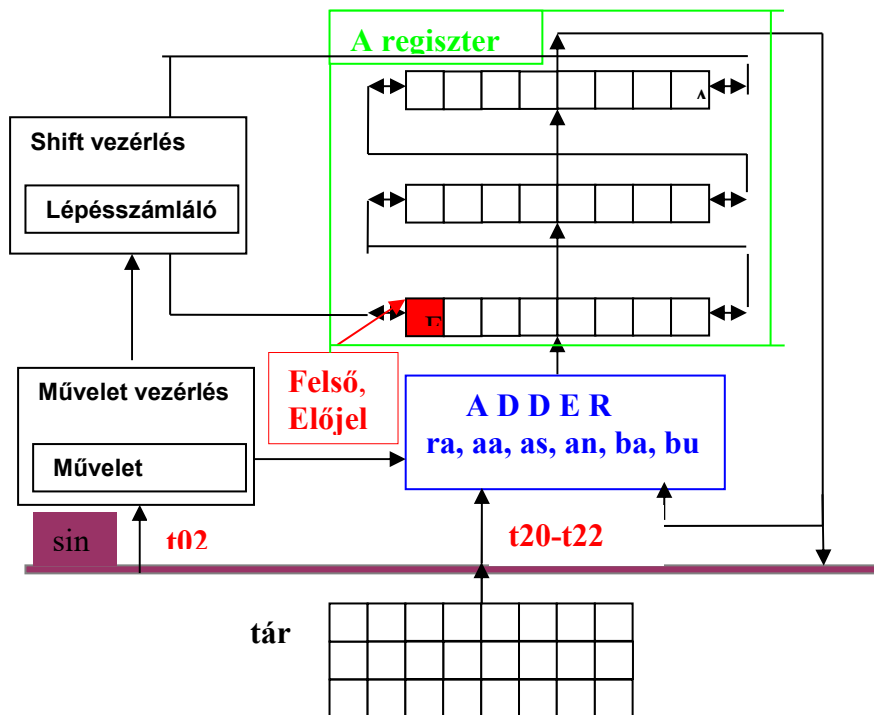 A regiszter
Shift vezérlés
Lépésszámláló
Felső,
Előjel
Művelet vezérlés
Művelet
A D D E R
ra, aa, as, an, ba, bu
sin
t02
t20-t22
tár